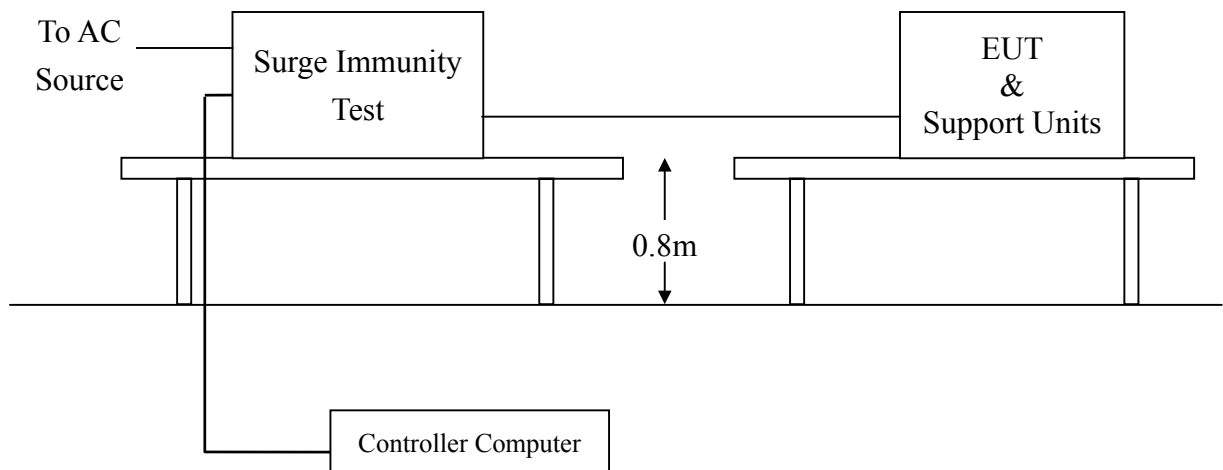 To AC
Source
Surge Immunity
Test
EUT
&
Support Units
0.8m
Controller Computer